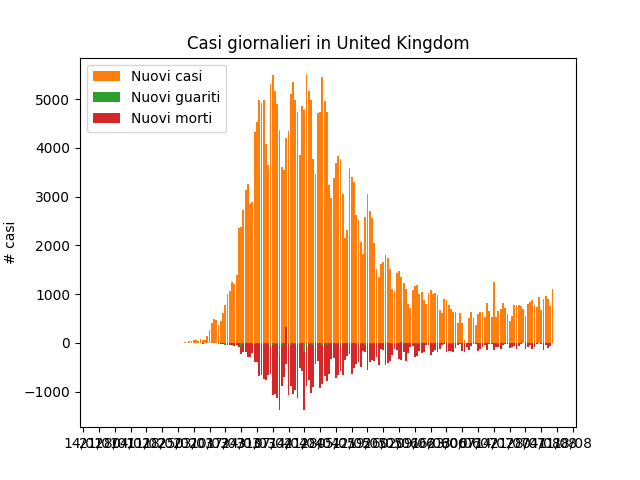 Casi giornalieri in United Kingdom
Nuovi casi
Nuovi guariti
Nuovi morti
# casi
5000
4000
3000
2000
1000
0
−1000